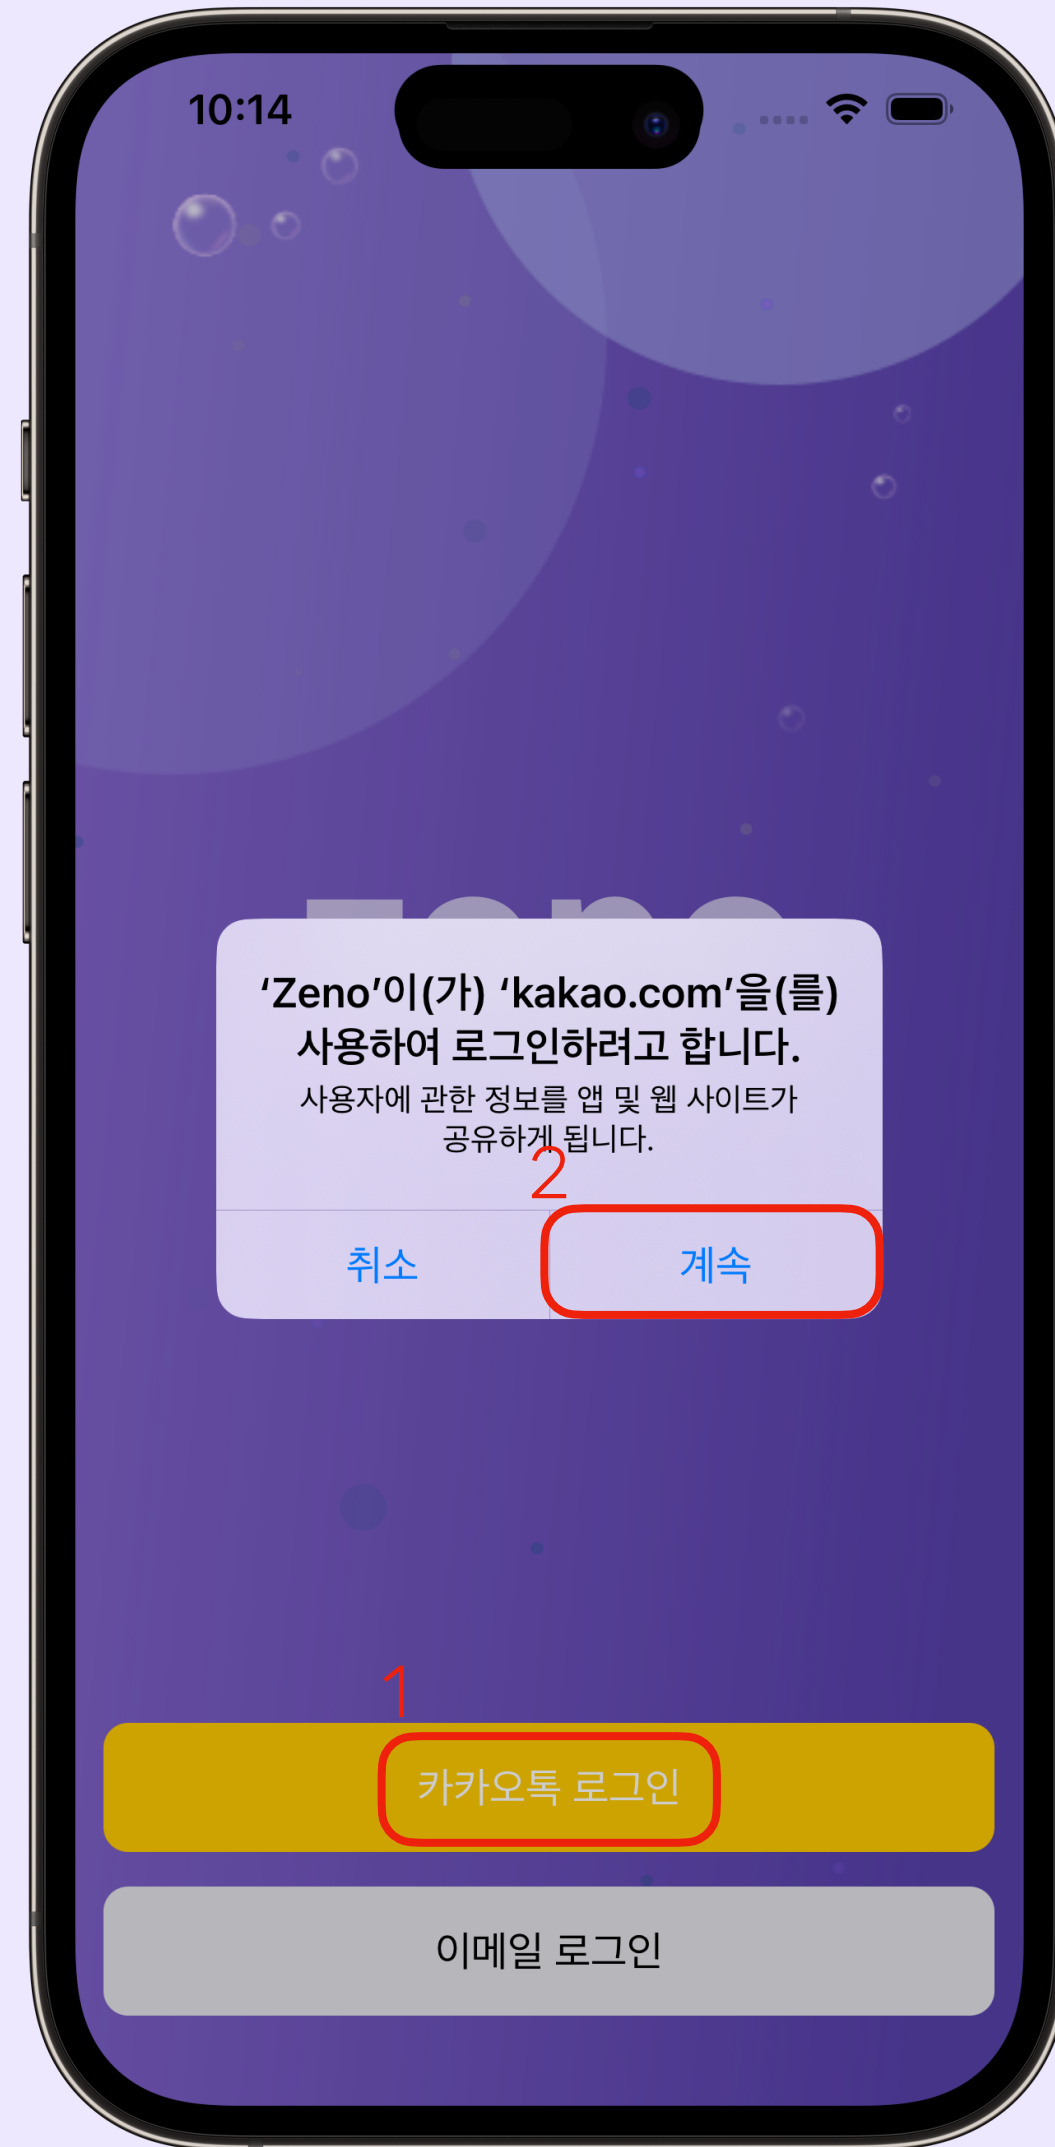 10:14
zeno
‘Zeno’이(가) ‘kakao.com’을(를)
사용하여 로그인하려고 합니다.
사용자에 관한 정보를 앱 및 웹 사이트가
공유하게 됩니다.
2
취소
계속
1
카카오톡 로그인
이메일 로그인